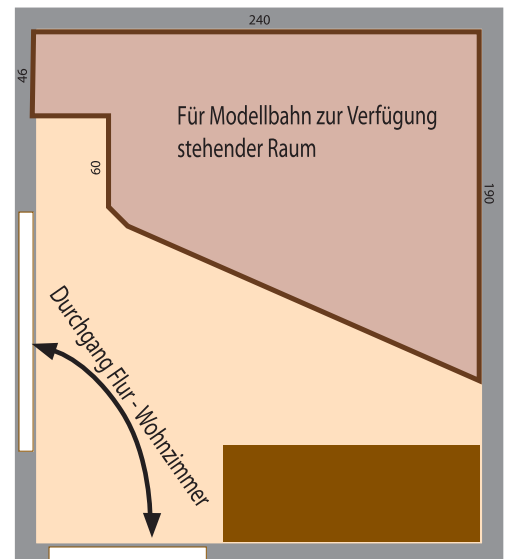 240
46
Für Modellbahn zur Verfügung
stehender Raum
60
190
Durchgang Flur - Wohnzimmer